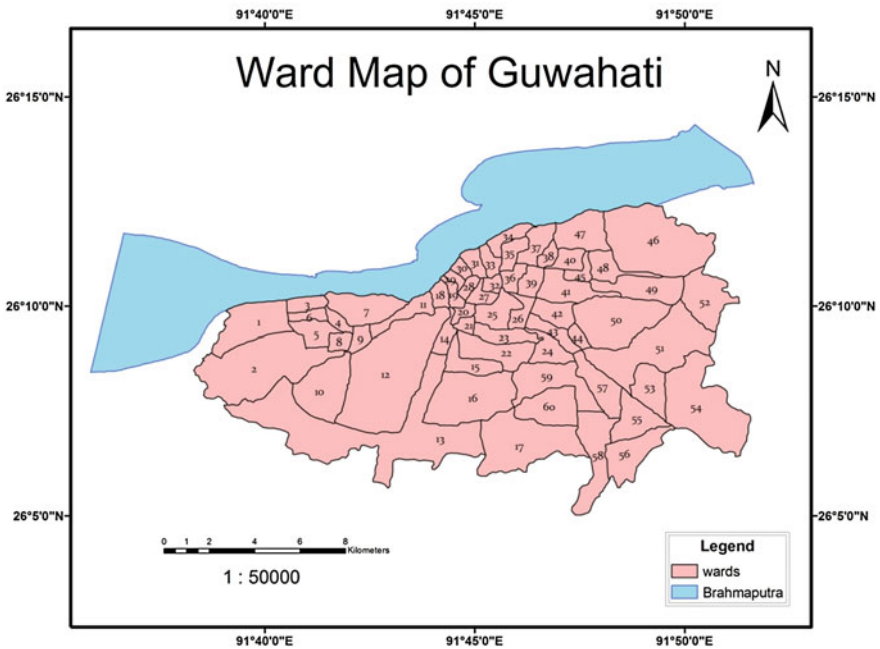 91°40'0"E 91°45'0"E 91°50'0"E
Ward Map of Guwahati
N
26°15'0"N 26°15'0"N
46
47
34
37
35 38 40
48
31 33
30
45
36
39
49
29
28 32
41
18 19 27
52
3
11
7
20 25 26 42
50
6
1
4
21
43
5
23
44
9
14
8
22 24
51
2
15
59
12
57 53
10
16
60
54
55
13
17
58 56
26°10'0"N 26°10'0"N
26°5'0"N 26°5'0"N
0 1 2 4 6 8
Kilometers
1 : 50000
Legend
wards
Brahmaputra
91°40'0"E 91°45'0"E 91°50'0"E